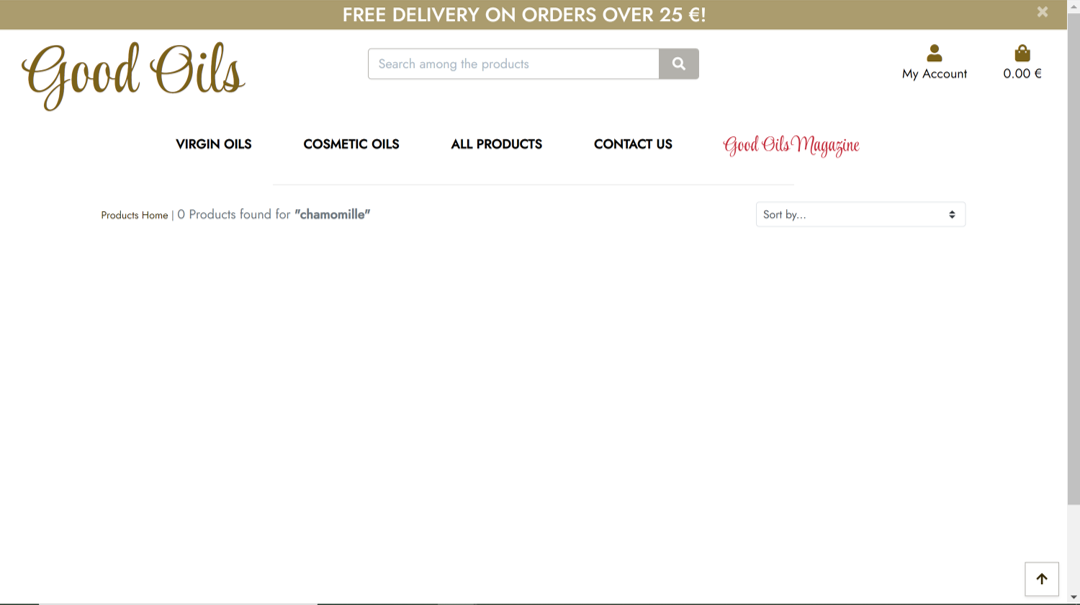 FREE DELIVERY ON ORDERS OVER 25 €!
Good Oils
Search among the products
My Account
0.00 €
VIRGIN OILS
COSMETIC OILS
ALL PRODUCTS
CONTACT US
Good Oils Magazine
Products Home | 0 Products found for "chamomille"
Sort by...